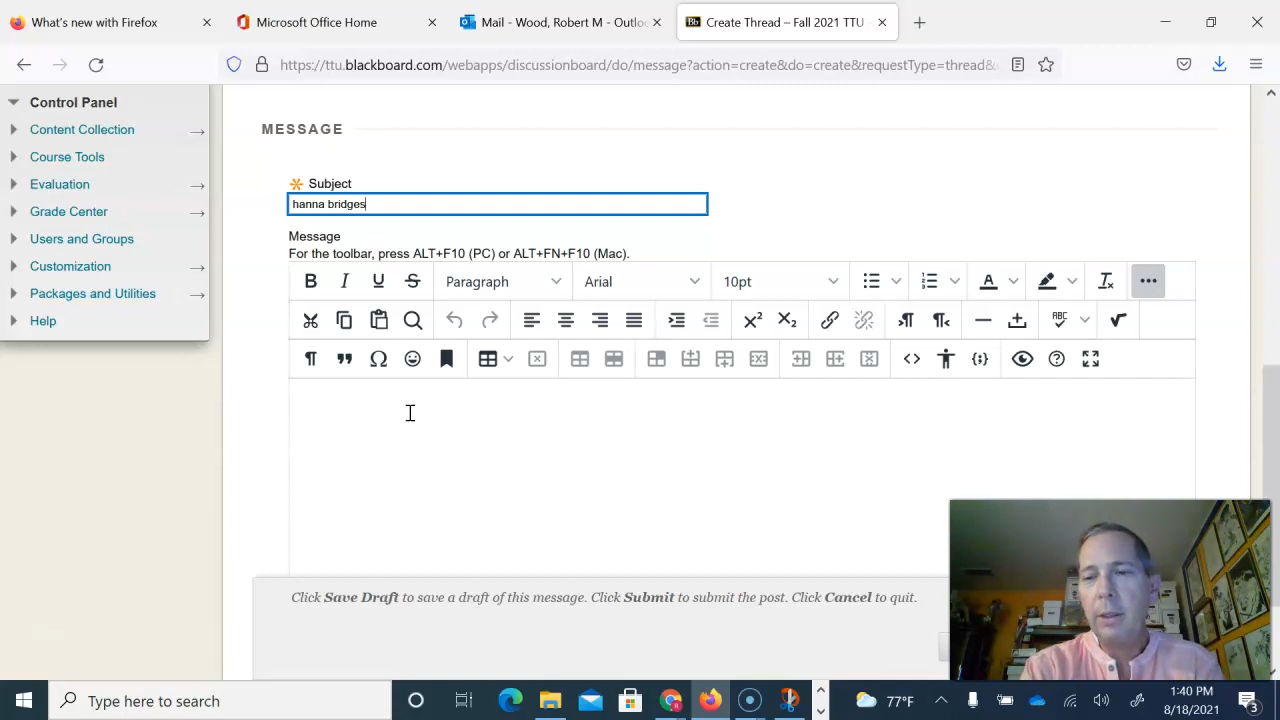 What's new with Firefox
Microsoft Office Home
Mail - Wood, Robert M - Outlo
Bb
Create Thread – Fall 2021 TTU
https://ttu.blackboard.com/webapps/discussionboard/do/message?action=create&do=create&requestType=thread&
Control Panel
Content Collection
Course Tools
Evaluation
Grade Center
Users and Groups
Customization
Packages and Utilities
Help
MESSAGE
Subject
hanna bridges
Message
For the toolbar, press ALT+F10 (PC) or ALT+FN+F10 (Mac).
B I U S Paragraph Arial 10pt A
X² X₂ ABC
Click Save Draft to save a draft of this message. Click Submit to submit the post. Click Cancel to quit.
Type here to search
77°F
1:40 PM
8/18/2021
3